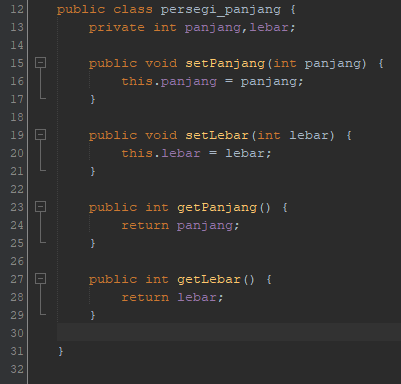 12 public class persegi_panjang {
13     private int panjang,lebar;
14
15     public void setPanjang(int panjang) {
16         this.panjang = panjang;
17     }
18
19     public void setLebar(int lebar) {
20         this.lebar = lebar;
21     }
22
23     public int getPanjang() {
24         return panjang;
25     }
26
27     public int getLebar() {
28         return lebar;
29     }
30
31 }
32